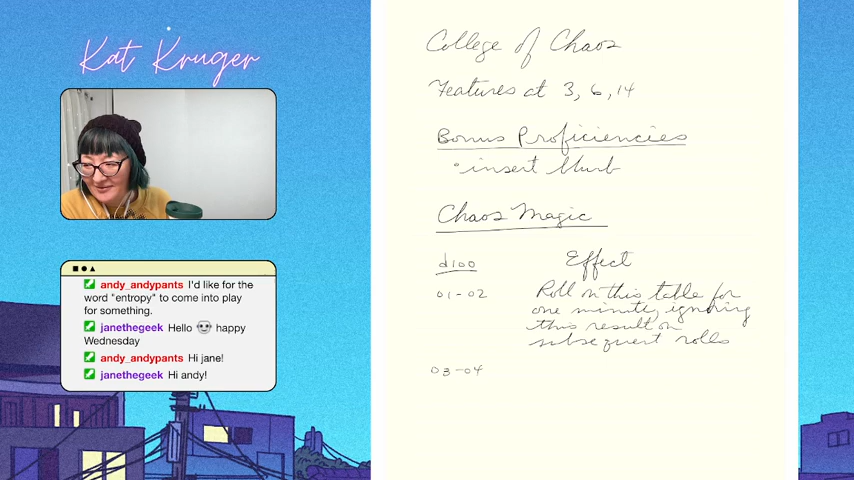 Kat Kruger
andy_andypants I'd like for the
word "entropy" to come into play
for something.
janethegeek Hello happy
Wednesday
andy_andypants Hi jane!
janethegeek Hi andy!
College of Chaos
Features at 3, 6, 14
Bonus Proficiencies
•insert blurb
Chaos Magic
d100 Effect
01-02 Roll on this table for
one minute, ignoring
this result on
subsequent rolls
03-04